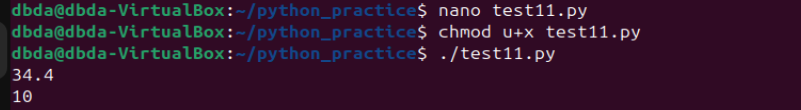 dbda@dbda-VirtualBox:~/python_practice$ nano test11.py
dbda@dbda-VirtualBox:~/python_practice$ chmod u+x test11.py
dbda@dbda-VirtualBox:~/python_practice$ ./test11.py
34.4
10